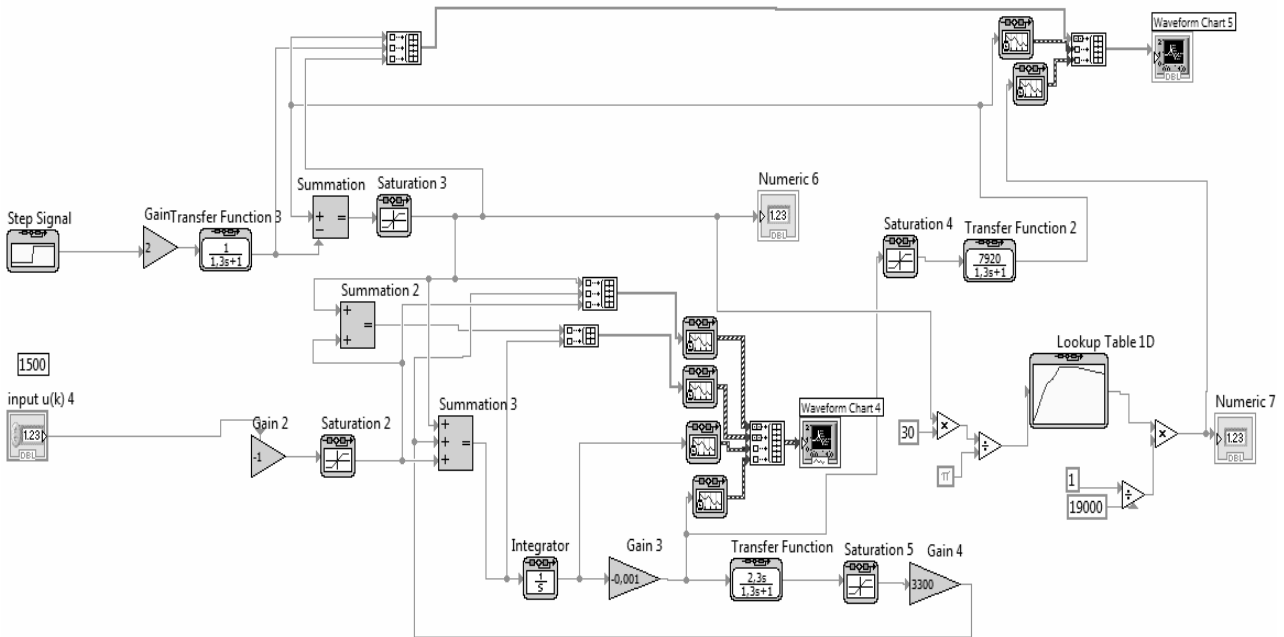 Waveform Chart 5
DBL
Summation
Saturation 3
+
−
=
Numeric 6
1.23
DBL
Step Signal
Gain
2
Transfer Function 3
1
1,3s+1
Saturation 4
Transfer Function 2
7920
1,3s+1
Summation 2
+
+
=
1500
input u(k) 4
1.23
DBL
Gain 2
-1
Saturation 2
Summation 3
+
+
+
=
Waveform Chart 4
DBL
Lookup Table 1D
30
×
÷
π
×
1
19000
÷
Numeric 7
1.23
DBL
Integrator
1
s
Gain 3
-0,001
Transfer Function
2,3s
1,3s+1
Saturation 5
Gain 4
3300